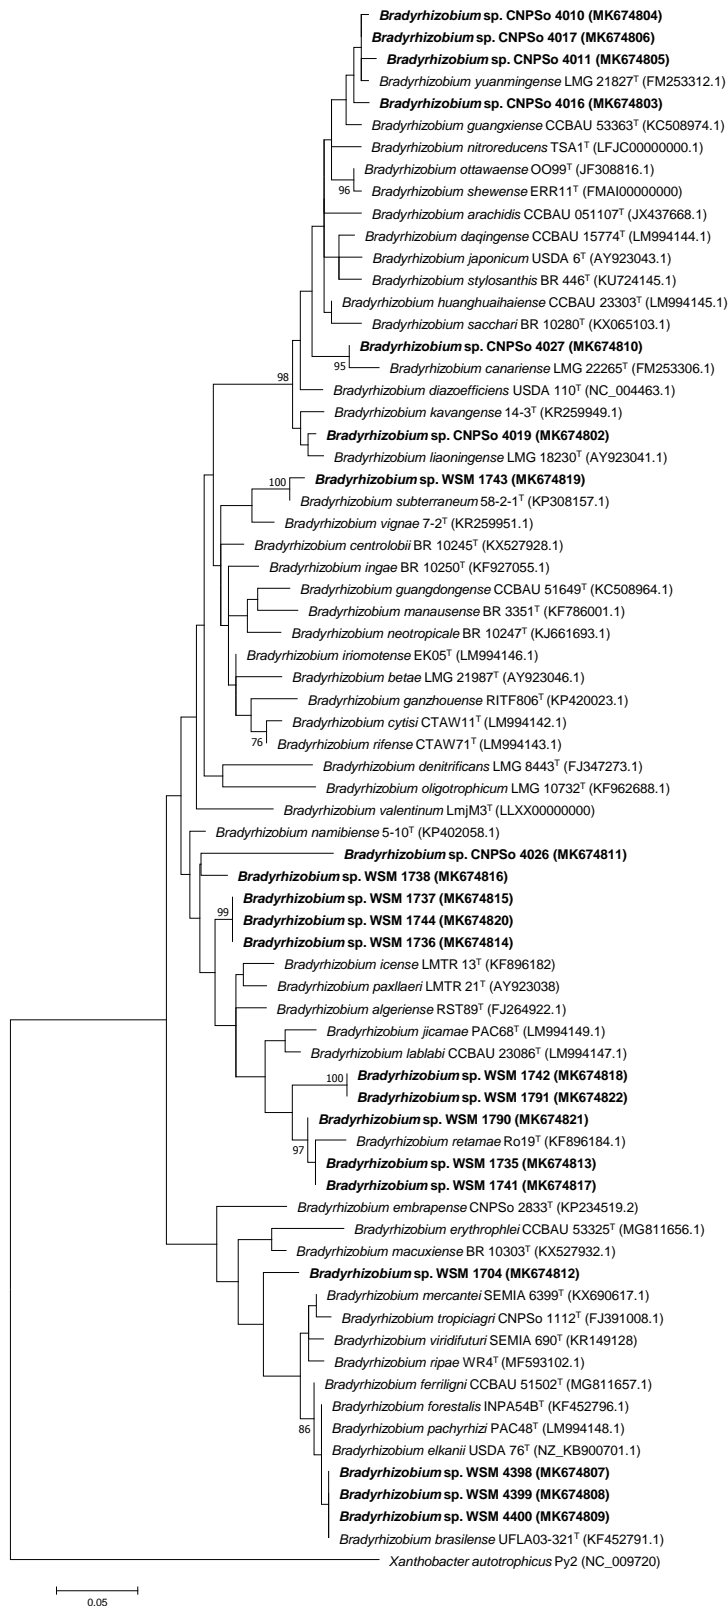 Bradyrhizobium sp. CNPSo 4010 (MK674804)
Bradyrhizobium sp. CNPSo 4017 (MK674806)
Bradyrhizobium sp. CNPSo 4011 (MK674805)
Bradyrhizobium yuanmingense LMG 21827T (FM253312.1)
Bradyrhizobium sp. CNPSo 4016 (MK674803)
Bradyrhizobium guangxiense CCBAU 53363T (KC508974.1)
Bradyrhizobium nitroreducens TSA1T (LFJC00000000.1)
Bradyrhizobium ottawaense OO99T (JF308816.1)
96
Bradyrhizobium shewense ERR11T (FMAI00000000)
Bradyrhizobium arachidis CCBAU 051107T (JX437668.1)
Bradyrhizobium daqingense CCBAU 15774T (LM994144.1)
Bradyrhizobium japonicum USDA 6T (AY923043.1)
Bradyrhizobium stylosanthis BR 446T (KU724145.1)
Bradyrhizobium huanghuaihaiense CCBAU 23303T (LM994145.1)
Bradyrhizobium sacchari BR 10280T (KX065103.1)
Bradyrhizobium sp. CNPSo 4027 (MK674810)
95
Bradyrhizobium canariense LMG 22265T (FM253306.1)
98
Bradyrhizobium diazoefficiens USDA 110T (NC_004463.1)
Bradyrhizobium kavangense 14-3T (KR259949.1)
Bradyrhizobium sp. CNPSo 4019 (MK674802)
Bradyrhizobium liaoningense LMG 18230T (AY923041.1)
100
Bradyrhizobium sp. WSM 1743 (MK674819)
Bradyrhizobium subterraneum 58-2-1T (KP308157.1)
Bradyrhizobium vignae 7-2T (KR259951.1)
Bradyrhizobium centrolobii BR 10245T (KX527928.1)
Bradyrhizobium ingae BR 10250T (KF927055.1)
Bradyrhizobium guangdongense CCBAU 51649T (KC508964.1)
Bradyrhizobium manausense BR 3351T (KF786001.1)
Bradyrhizobium neotropicale BR 10247T (KJ661693.1)
Bradyrhizobium iriomotense EK05T (LM994146.1)
Bradyrhizobium betae LMG 21987T (AY923046.1)
Bradyrhizobium ganzhouense RITF806T (KP420023.1)
Bradyrhizobium cytisi CTAW11T (LM994142.1)
76
Bradyrhizobium rifense CTAW71T (LM994143.1)
Bradyrhizobium denitrificans LMG 8443T (FJ347273.1)
Bradyrhizobium oligotrophicum LMG 10732T (KF962688.1)
Bradyrhizobium valentinum LmjM3T (LLXX00000000)
Bradyrhizobium namibiense 5-10T (KP402058.1)
Bradyrhizobium sp. CNPSo 4026 (MK674811)
Bradyrhizobium sp. WSM 1738 (MK674816)
Bradyrhizobium sp. WSM 1737 (MK674815)
99
Bradyrhizobium sp. WSM 1744 (MK674820)
Bradyrhizobium sp. WSM 1736 (MK674814)
Bradyrhizobium icense LMTR 13T (KF896182)
Bradyrhizobium paxllaeri LMTR 21T (AY923038)
Bradyrhizobium algeriense RST89T (FJ264922.1)
Bradyrhizobium jicamae PAC68T (LM994149.1)
Bradyrhizobium lablabi CCBAU 23086T (LM994147.1)
100
Bradyrhizobium sp. WSM 1742 (MK674818)
Bradyrhizobium sp. WSM 1791 (MK674822)
Bradyrhizobium sp. WSM 1790 (MK674821)
97
Bradyrhizobium retamae Ro19T (KF896184.1)
Bradyrhizobium sp. WSM 1735 (MK674813)
Bradyrhizobium sp. WSM 1741 (MK674817)
Bradyrhizobium embrapense CNPSo 2833T (KP234519.2)
Bradyrhizobium erythrophlei CCBAU 53325T (MG811656.1)
Bradyrhizobium macuxiense BR 10303T (KX527932.1)
Bradyrhizobium sp. WSM 1704 (MK674812)
Bradyrhizobium mercantei SEMIA 6399T (KX690617.1)
Bradyrhizobium tropiciagri CNPSo 1112T (FJ391008.1)
Bradyrhizobium viridifuturi SEMIA 690T (KR149128)
Bradyrhizobium ripae WR4T (MF593102.1)
Bradyrhizobium ferriligni CCBAU 51502T (MG811657.1)
Bradyrhizobium forestalis INPA54BT (KF452796.1)
86
Bradyrhizobium pachyrhizi PAC48T (LM994148.1)
Bradyrhizobium elkanii USDA 76T (NZ_KB900701.1)
Bradyrhizobium sp. WSM 4398 (MK674807)
Bradyrhizobium sp. WSM 4399 (MK674808)
Bradyrhizobium sp. WSM 4400 (MK674809)
Bradyrhizobium brasilense UFLA03-321T (KF452791.1)
Xanthobacter autotrophicus Py2 (NC_009720)
0.05